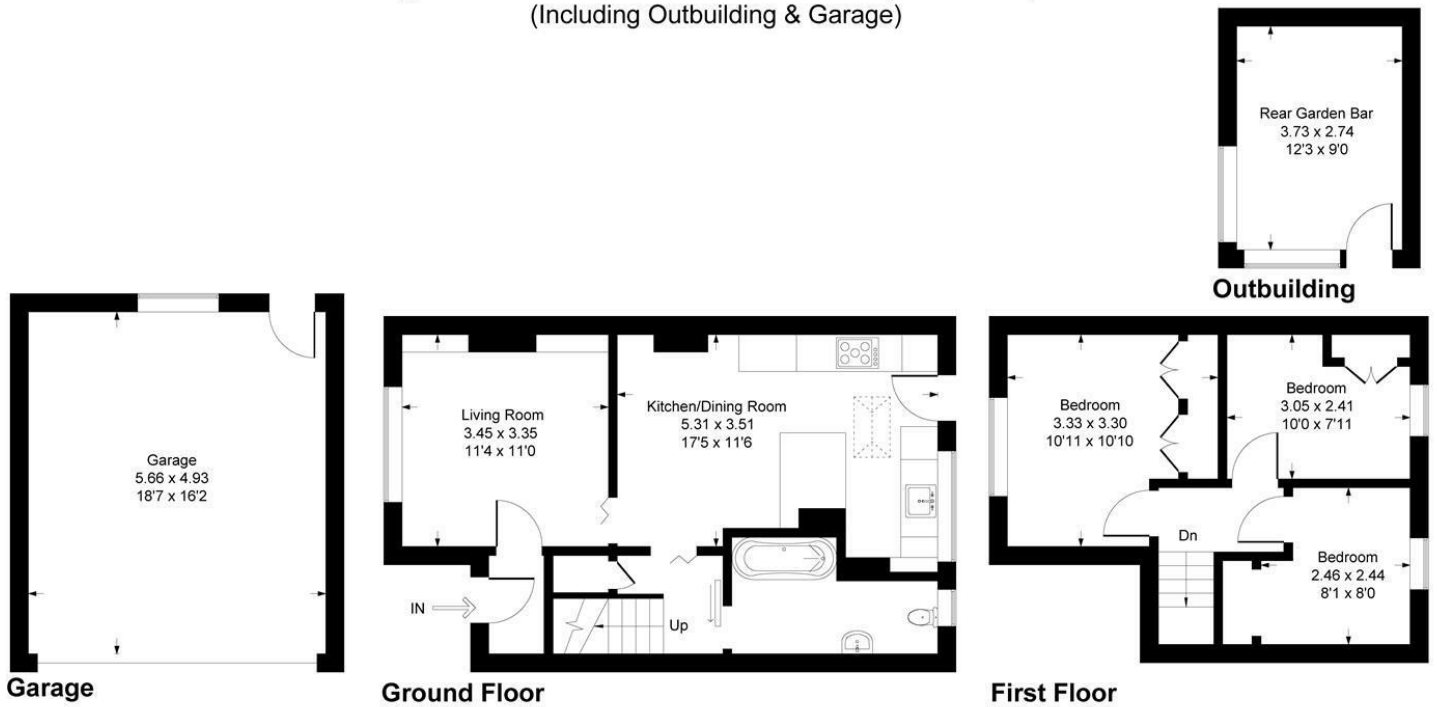 (Including Outbuilding & Garage)
Rear Garden Bar
3.73 x 2.74
12'3 x 9'0
Outbuilding
Garage
5.66 x 4.93
18'7 x 16'2
Garage
Living Room
3.45 x 3.35
11'4 x 11'0
Kitchen/Dining Room
5.31 x 3.51
17'5 x 11'6
IN
Up
Ground Floor
Bedroom
3.33 x 3.30
10'11 x 10'10
Bedroom
3.05 x 2.41
10'0 x 7'11
Dn
Bedroom
2.46 x 2.44
8'1 x 8'0
First Floor